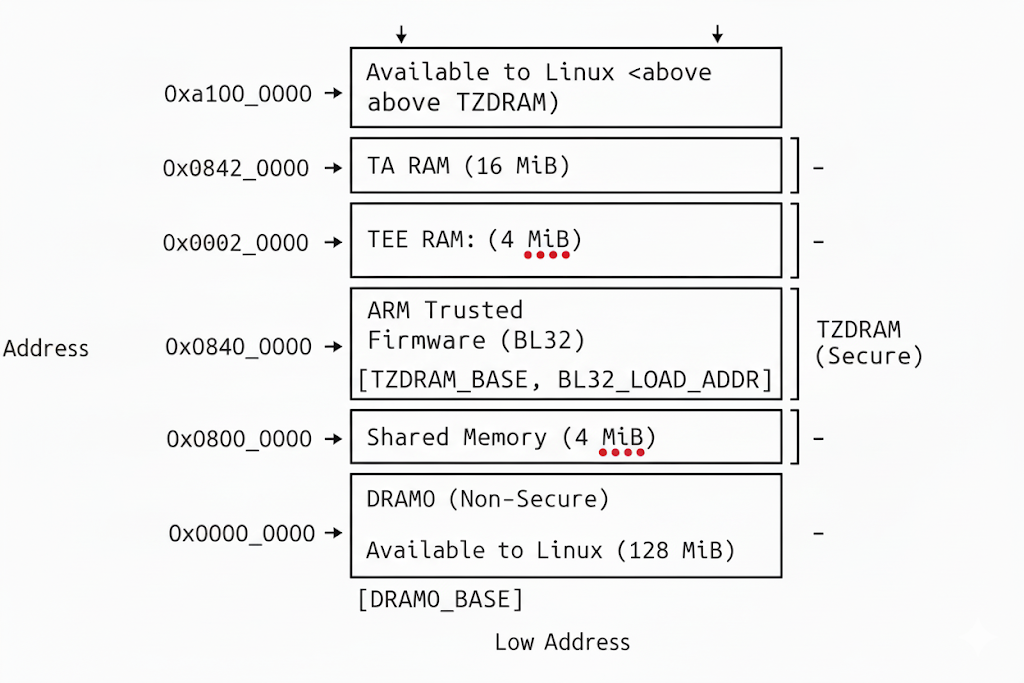 Available to Linux <above
0xa100_0000
above TZDRAM)
0x0842_0000
TA RAM (16 MiB)
-
0x0002_0000
TEE RAM: (4 MiB)
-
ARM Trusted
Firmware (BL32)
Address
0x0840_0000
TZDRAM
(Secure)
[TZDRAM_BASE, BL32_LOAD_ADDR]
0x0800_0000
Shared Memory (4 MiB)
-
DRAMO (Non-Secure)
0x0000_0000
-
Available to Linux (128 MiB)
[DRAMO_BASE]
Low Address